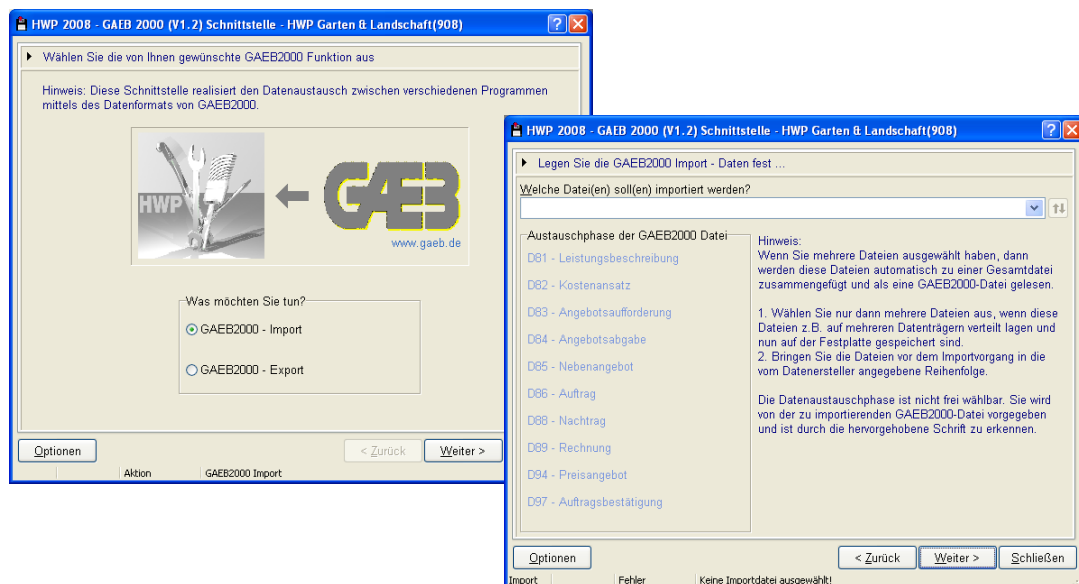 HWP 2008 - GAEB 2000 (V1.2) Schnittstelle - HWP Garten & Landschaft(908)
Wählen Sie die von Ihnen gewünschte GAEB2000 Funktion aus
Hinweis: Diese Schnittstelle realisiert den Datenaustausch zwischen verschiedenen Programmen
mittels des Datenformats von GAEB2000.
HWP
GAEB
www.gaeb.de
Was möchten Sie tun?
GAEB2000 - Import
GAEB2000 - Export
Optionen
< Zurück
Weiter >
Aktion
GAEB2000 Import
HWP 2008 - GAEB 2000 (V1.2) Schnittstelle - HWP Garten & Landschaft(908)
Legen Sie die GAEB2000 Import - Daten fest ...
Welche Datei(en) soll(en) importiert werden?
Austauschphase der GAEB2000 Datei
D81 - Leistungsbeschreibung
D82 - Kostenansatz
D83 - Angebotsaufforderung
D84 - Angebotsabgabe
D85 - Nebenangebot
D86 - Auftrag
D88 - Nachtrag
D89 - Rechnung
D94 - Preisangebot
D97 - Auftragsbestätigung
Hinweis:
Wenn Sie mehrere Dateien ausgewählt haben, dann
werden diese Dateien automatisch zu einer Gesamtdatei
zusammengefügt und als eine GAEB2000-Datei gelesen.
1. Wählen Sie nur dann mehrere Dateien aus, wenn diese
Dateien z.B. auf mehreren Datenträgern verteilt lagen und
nun auf der Festplatte gespeichert sind.
2. Bringen Sie die Dateien vor dem Importvorgang in die
vom Datenersteller angegebene Reihenfolge.
Die Datenaustauschphase ist nicht frei wählbar. Sie wird
von der zu importierenden GAEB2000-Datei vorgegeben
und ist durch die hervorgehobene Schrift zu erkennen.
Optionen
< Zurück
Weiter >
Schließen
Import
Fehler
Keine Importdatei ausgewählt!